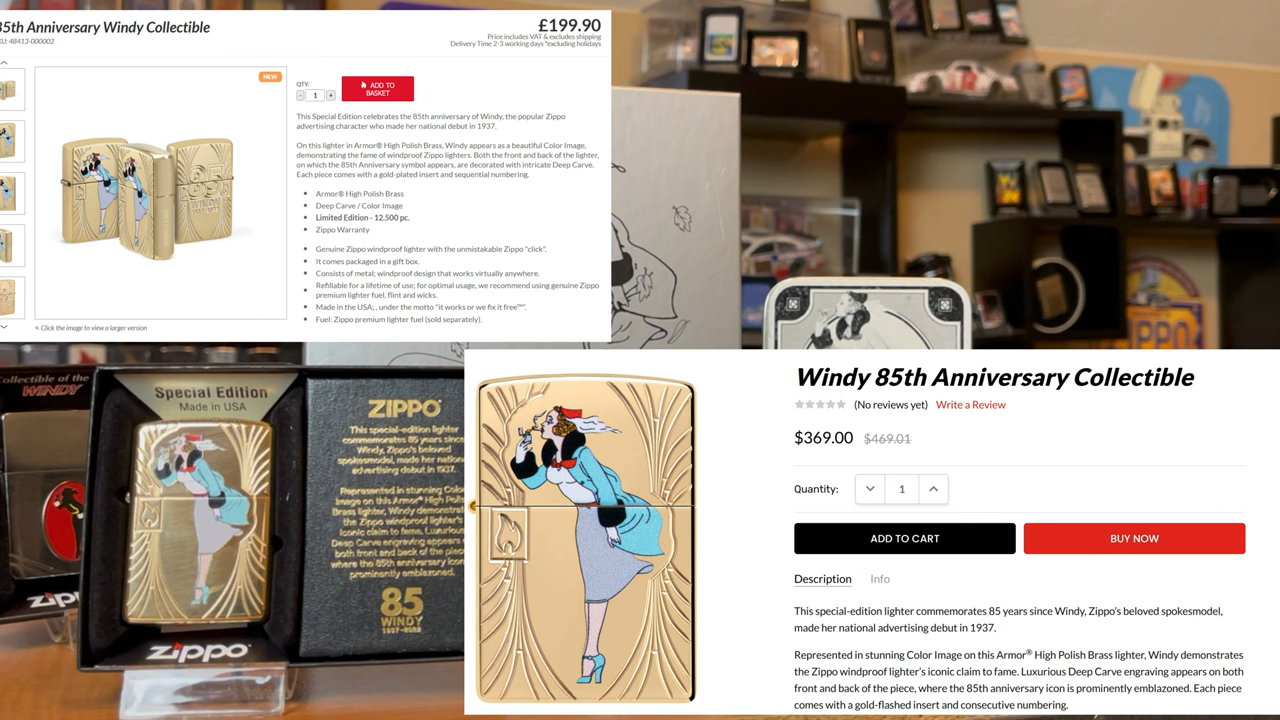 85th Anniversary Windy Collectible
£199.90
KU: 48413-000002
Price includes VAT & excludes shipping
Delivery Time 2-3 working days *excluding holidays
NEW
QTY:
- 1 +
ADD TO
BASKET
This Special Edition celebrates the 85th anniversary of Windy, the popular Zippo
advertising character who made her national debut in 1937.
On this lighter in Armor® High Polish Brass, Windy appears as a beautiful Color Image,
demonstrating the fame of windproof Zippo lighters. Both the front and back of the lighter,
on which the 85th Anniversary symbol appears, are decorated with intricate Deep Carve.
Each piece comes with a gold-plated insert and sequential numbering.
Armor® High Polish Brass
Deep Carve / Color Image
Limited Edition - 12.500 pc.
Zippo Warranty
Genuine Zippo windproof lighter with the unmistakable Zippo "click".
It comes packaged in a gift box.
Consists of metal; windproof design that works virtually anywhere.
Refillable for a lifetime of use; for optimal usage, we recommend using genuine Zippo
premium lighter fuel, flint and wicks.
Made in the USA; , under the motto "it works or we fix it free™".
Fuel: Zippo premium lighter fuel (sold separately).
Click the image to view a larger version
Collectible of the
WINDY
Special Edition
Made in USA
zippo
ZIPPO
This special-edition lighter
commemorates 85 years since
Windy, Zippo's beloved
spokesmodel, made her national
advertising debut in 1937.
Represented in stunning Color
Image on this Armor® High Polis
Brass lighter, Windy demonstrat
the Zippo windproof lighter's
iconic claim to fame. Luxurious
Deep Carve engraving appears
both front and back of the piec
where the 85th anniversary icon
prominently emblazoned.
85
WINDY
1937-2022
Windy 85th Anniversary Collectible
(No reviews yet) Write a Review
$369.00 $469.01
Quantity: 1
ADD TO CART
BUY NOW
Description Info
This special-edition lighter commemorates 85 years since Windy, Zippo's beloved spokesmodel,
made her national advertising debut in 1937.
Represented in stunning Color Image on this Armor® High Polish Brass lighter, Windy demonstrates
the Zippo windproof lighter's iconic claim to fame. Luxurious Deep Carve engraving appears on both
front and back of the piece, where the 85th anniversary icon is prominently emblazoned. Each piece
comes with a gold-flashed insert and consecutive numbering.